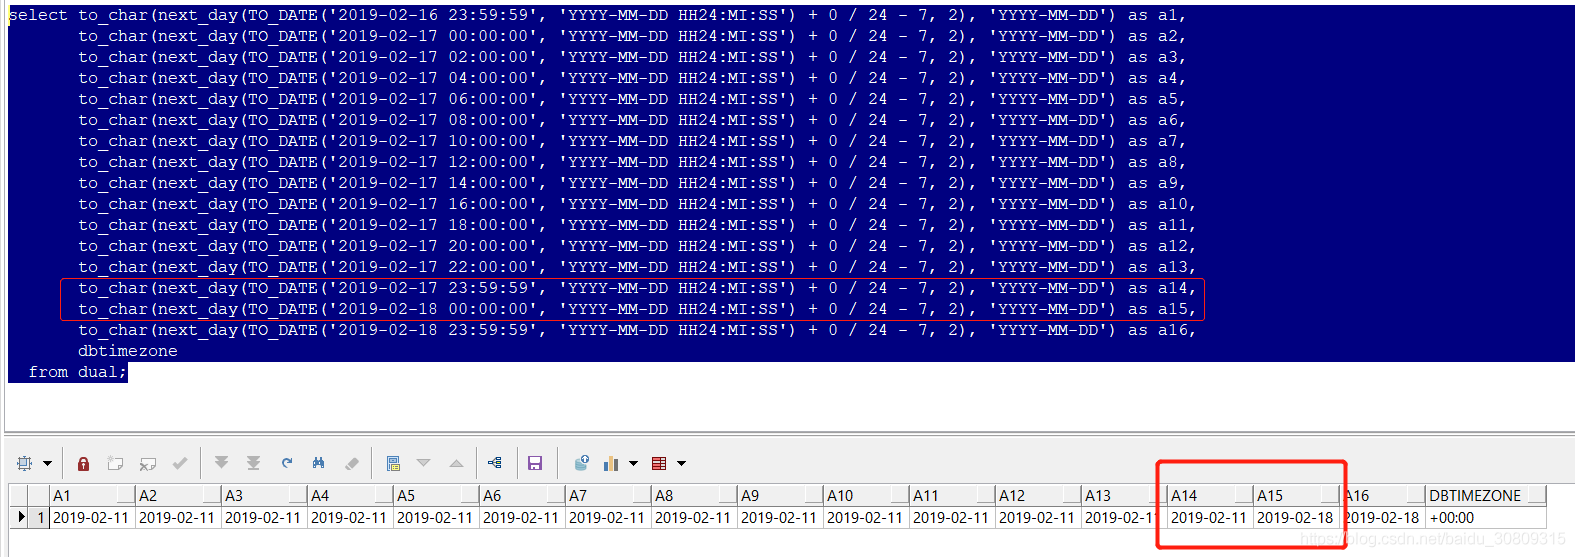 select to_char(next_day(TO_DATE('2019-02-16 23:59:59', 'YYYY-MM-DD HH24:MI:SS') + 0 / 24 - 7, 2), 'YYYY-MM-DD') as a1,
to_char(next_day(TO_DATE('2019-02-17 00:00:00', 'YYYY-MM-DD HH24:MI:SS') + 0 / 24 - 7, 2), 'YYYY-MM-DD') as a2,
to_char(next_day(TO_DATE('2019-02-17 02:00:00', 'YYYY-MM-DD HH24:MI:SS') + 0 / 24 - 7, 2), 'YYYY-MM-DD') as a3,
to_char(next_day(TO_DATE('2019-02-17 04:00:00', 'YYYY-MM-DD HH24:MI:SS') + 0 / 24 - 7, 2), 'YYYY-MM-DD') as a4,
to_char(next_day(TO_DATE('2019-02-17 06:00:00', 'YYYY-MM-DD HH24:MI:SS') + 0 / 24 - 7, 2), 'YYYY-MM-DD') as a5,
to_char(next_day(TO_DATE('2019-02-17 08:00:00', 'YYYY-MM-DD HH24:MI:SS') + 0 / 24 - 7, 2), 'YYYY-MM-DD') as a6,
to_char(next_day(TO_DATE('2019-02-17 10:00:00', 'YYYY-MM-DD HH24:MI:SS') + 0 / 24 - 7, 2), 'YYYY-MM-DD') as a7,
to_char(next_day(TO_DATE('2019-02-17 12:00:00', 'YYYY-MM-DD HH24:MI:SS') + 0 / 24 - 7, 2), 'YYYY-MM-DD') as a8,
to_char(next_day(TO_DATE('2019-02-17 14:00:00', 'YYYY-MM-DD HH24:MI:SS') + 0 / 24 - 7, 2), 'YYYY-MM-DD') as a9,
to_char(next_day(TO_DATE('2019-02-17 16:00:00', 'YYYY-MM-DD HH24:MI:SS') + 0 / 24 - 7, 2), 'YYYY-MM-DD') as a10,
to_char(next_day(TO_DATE('2019-02-17 18:00:00', 'YYYY-MM-DD HH24:MI:SS') + 0 / 24 - 7, 2), 'YYYY-MM-DD') as a11,
to_char(next_day(TO_DATE('2019-02-17 20:00:00', 'YYYY-MM-DD HH24:MI:SS') + 0 / 24 - 7, 2), 'YYYY-MM-DD') as a12,
to_char(next_day(TO_DATE('2019-02-17 22:00:00', 'YYYY-MM-DD HH24:MI:SS') + 0 / 24 - 7, 2), 'YYYY-MM-DD') as a13,
to_char(next_day(TO_DATE('2019-02-17 23:59:59', 'YYYY-MM-DD HH24:MI:SS') + 0 / 24 - 7, 2), 'YYYY-MM-DD') as a14,
to_char(next_day(TO_DATE('2019-02-18 00:00:00', 'YYYY-MM-DD HH24:MI:SS') + 0 / 24 - 7, 2), 'YYYY-MM-DD') as a15,
to_char(next_day(TO_DATE('2019-02-18 23:59:59', 'YYYY-MM-DD HH24:MI:SS') + 0 / 24 - 7, 2), 'YYYY-MM-DD') as a16,
dbtimezone
from dual;
A1 A2 A3 A4 A5 A6 A7 A8 A9 A10 A11 A12 A13 A14 A15 A16 DBTIMEZONE
1 2019-02-11 2019-02-11 2019-02-11 2019-02-11 2019-02-11 2019-02-11 2019-02-11 2019-02-11 2019-02-11 2019-02-11 2019-02-11 2019-02-11 2019-02-11 2019-02-11 2019-02-18 2019-02-18 +00:00
https://blog.csdn.net/baidu_30809315